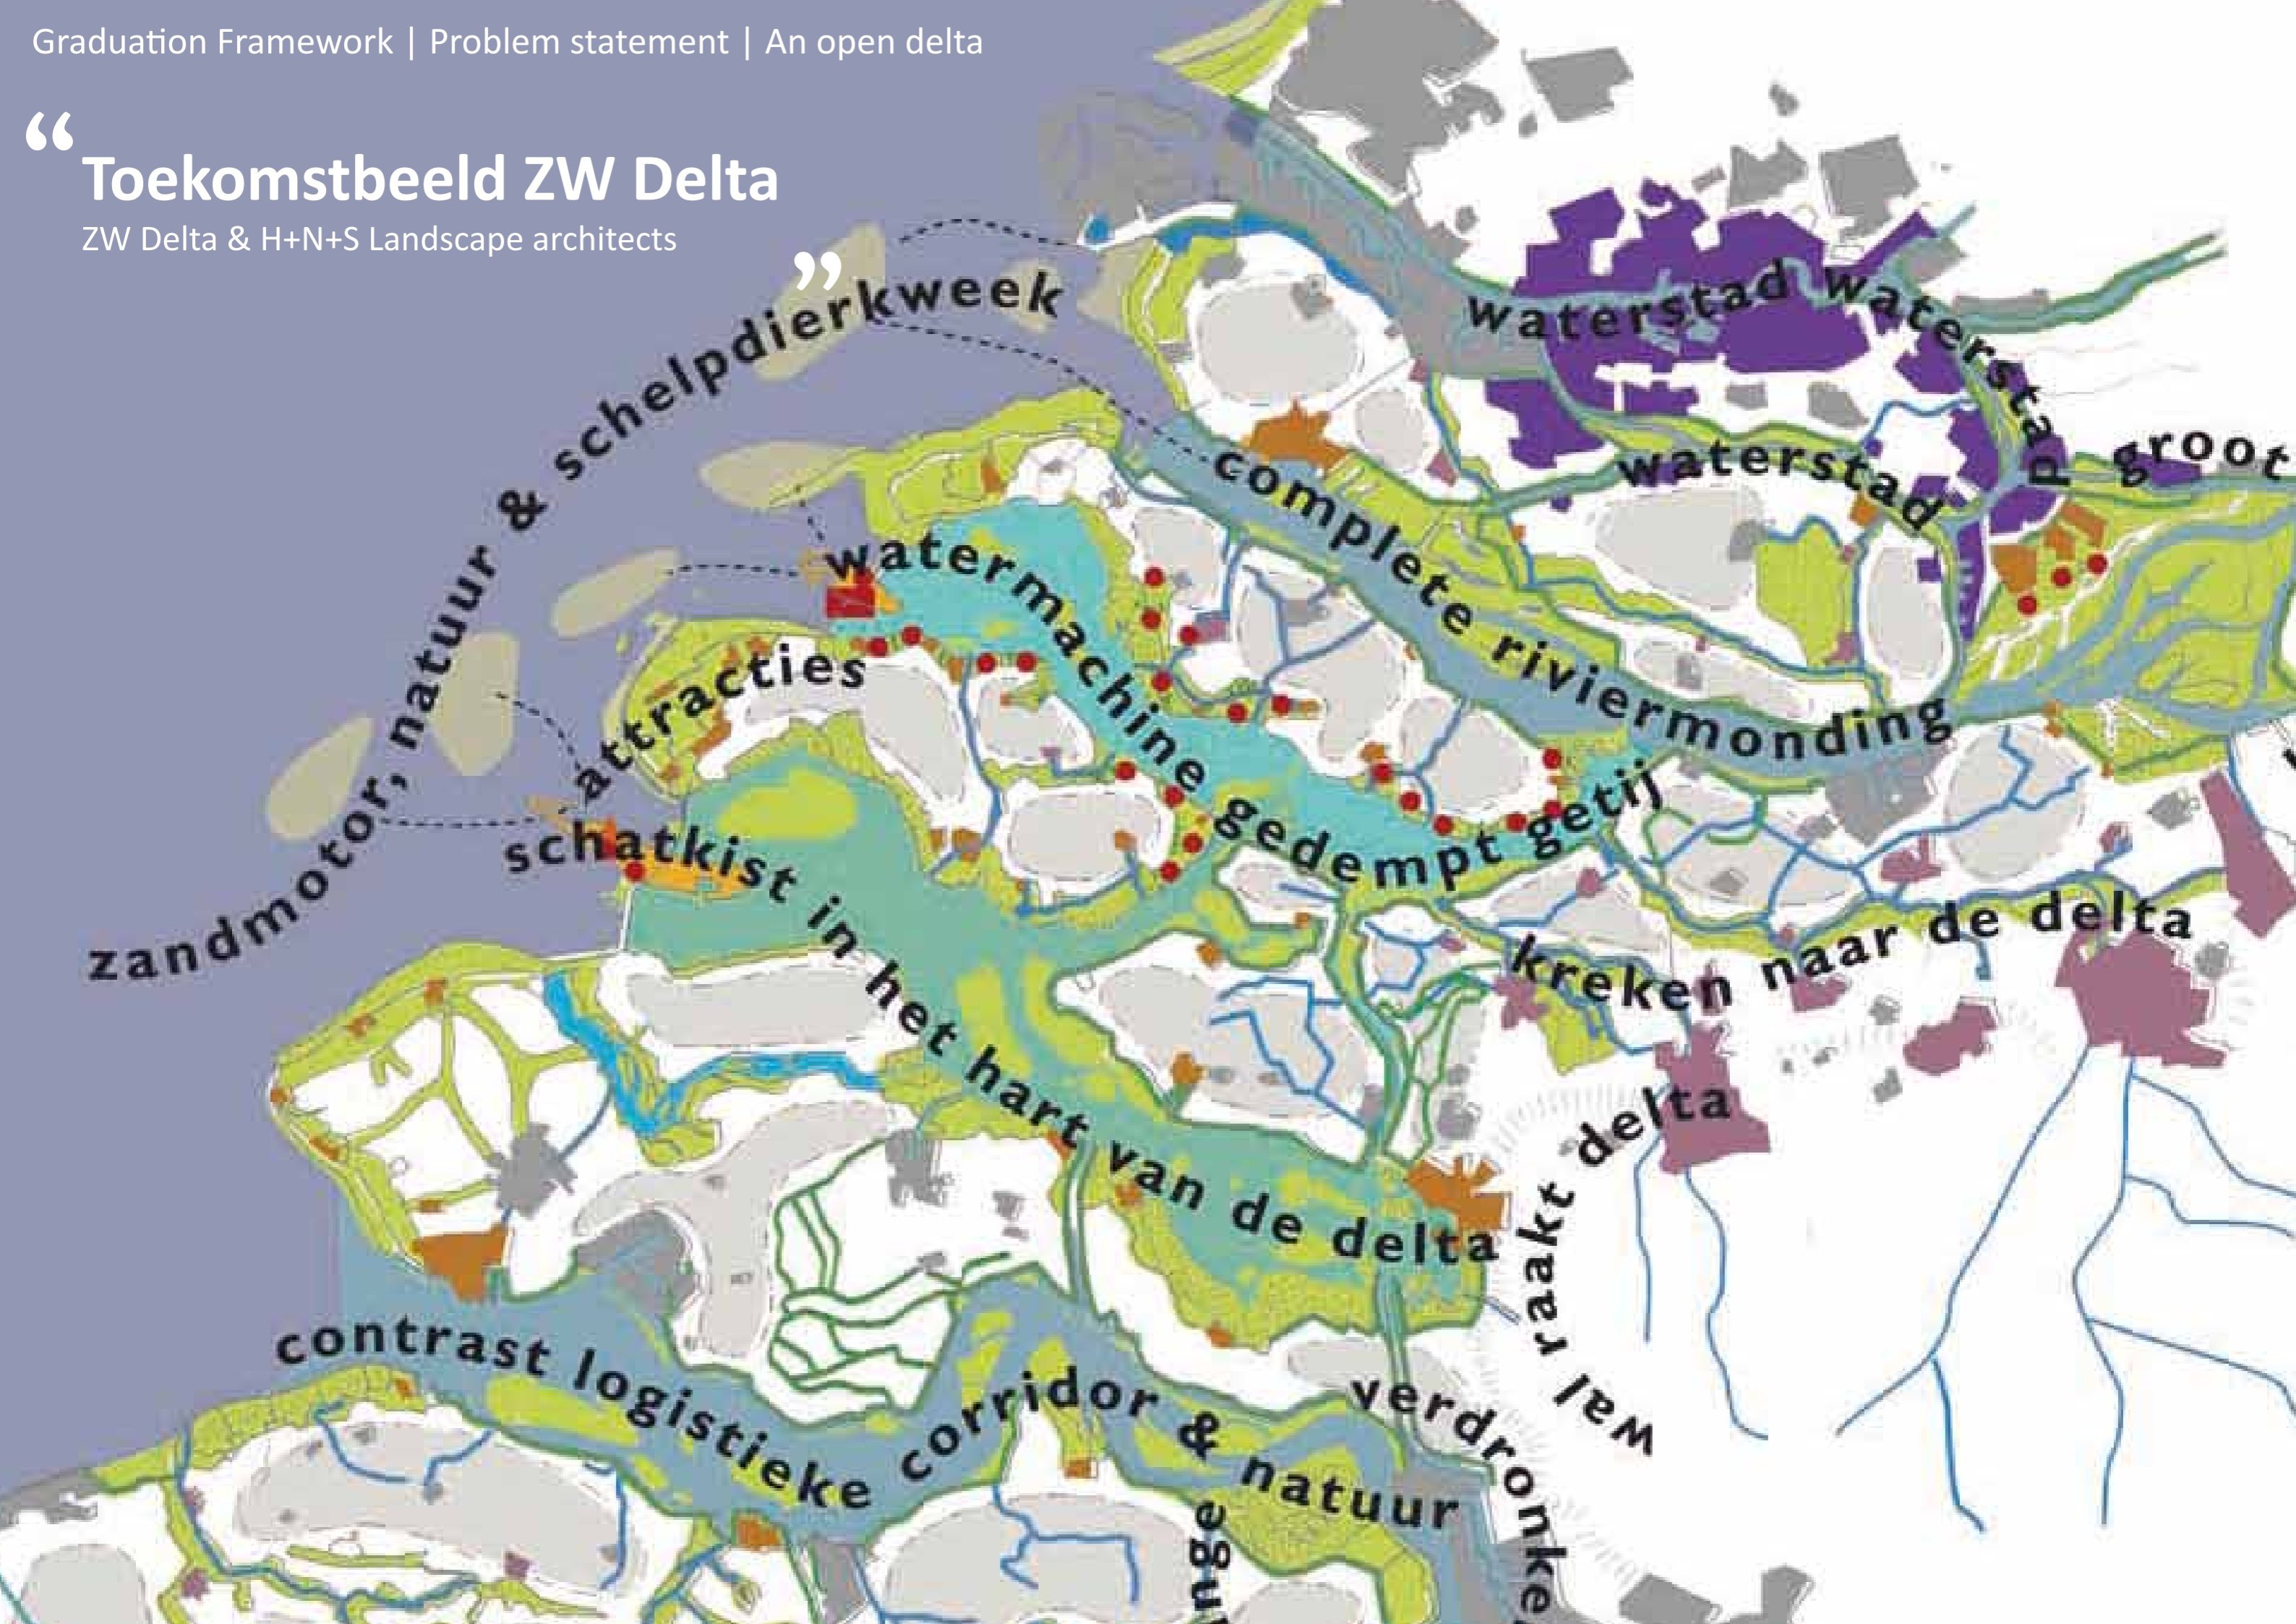 Graduation Framework | Problem statement | An open delta
“
Toekomstbeeld ZW Delta
ZW Delta & H+N+S Landscape architects
”
zandmotor, natuur & schelpdierkweek
waterstad waterstad
waterstad
groot
complete riviermonding
watermachine gedempt getij
attracties
schatkist in het hart van de delta
kreken naar de delta
wal raakt delta
contrast logistieke corridor & natuur
verdronke
nge